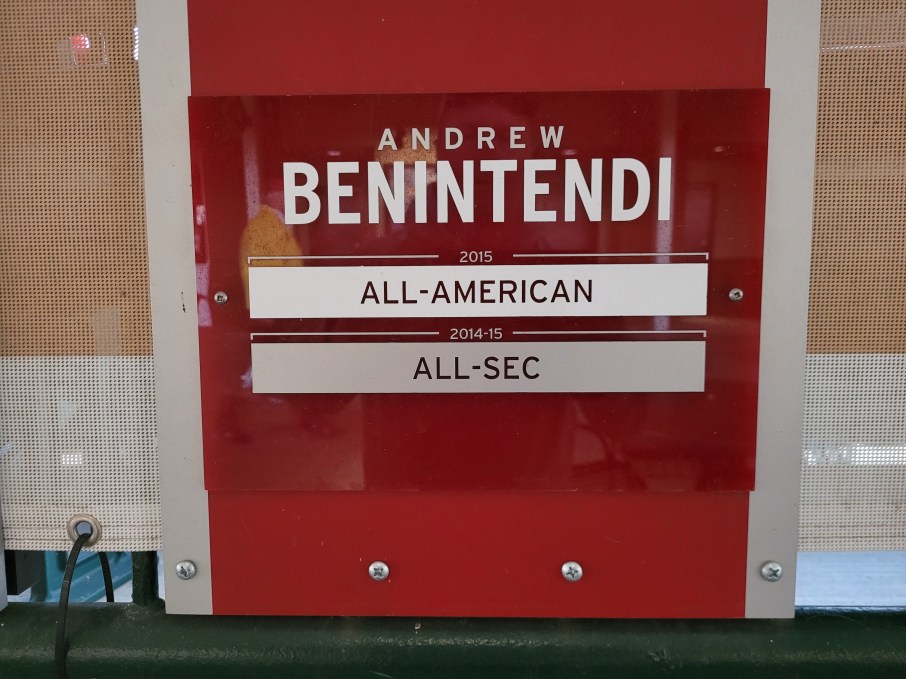 ANDREW
BENINTENDI
2015
ALL-AMERICAN
2014-15
ALL-SEC